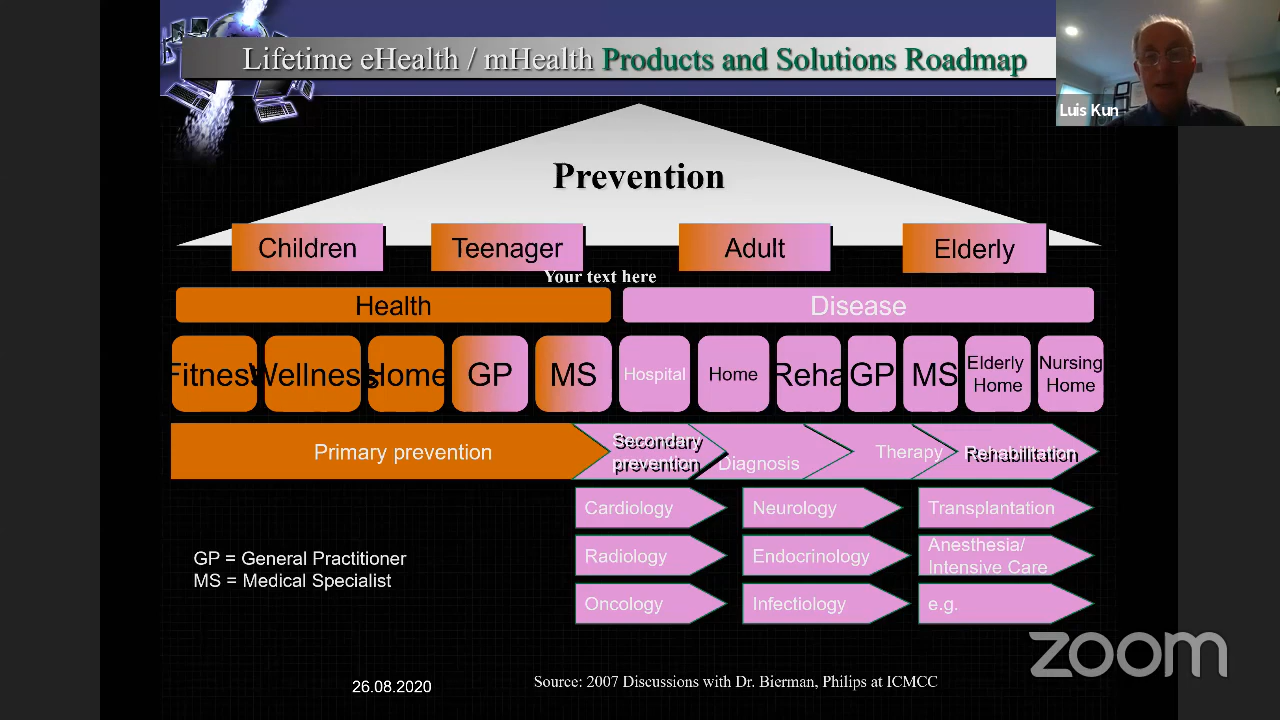 Lifetime eHealth / mHealth Products and Solutions Roadmap
Luis Kun
Prevention
Children
Teenager
Adult
Elderly
Your text here
Health
Disease
Fitness
Wellness
Home
GP
MS
Hospital
Home
Reha
GP
MS
Elderly
Home
Nursing
Home
Primary prevention
Secondary
prevention
Diagnosis
Therapy
Rehabilitation
Cardiology
Neurology
Transplantation
Radiology
Endocrinology
Anesthesia/
Intensive Care
Oncology
Infectiology
e.g.
GP = General Practitioner
MS = Medical Specialist
zoom
26.08.2020
Source: 2007 Discussions with Dr. Bierman, Philips at ICMCC